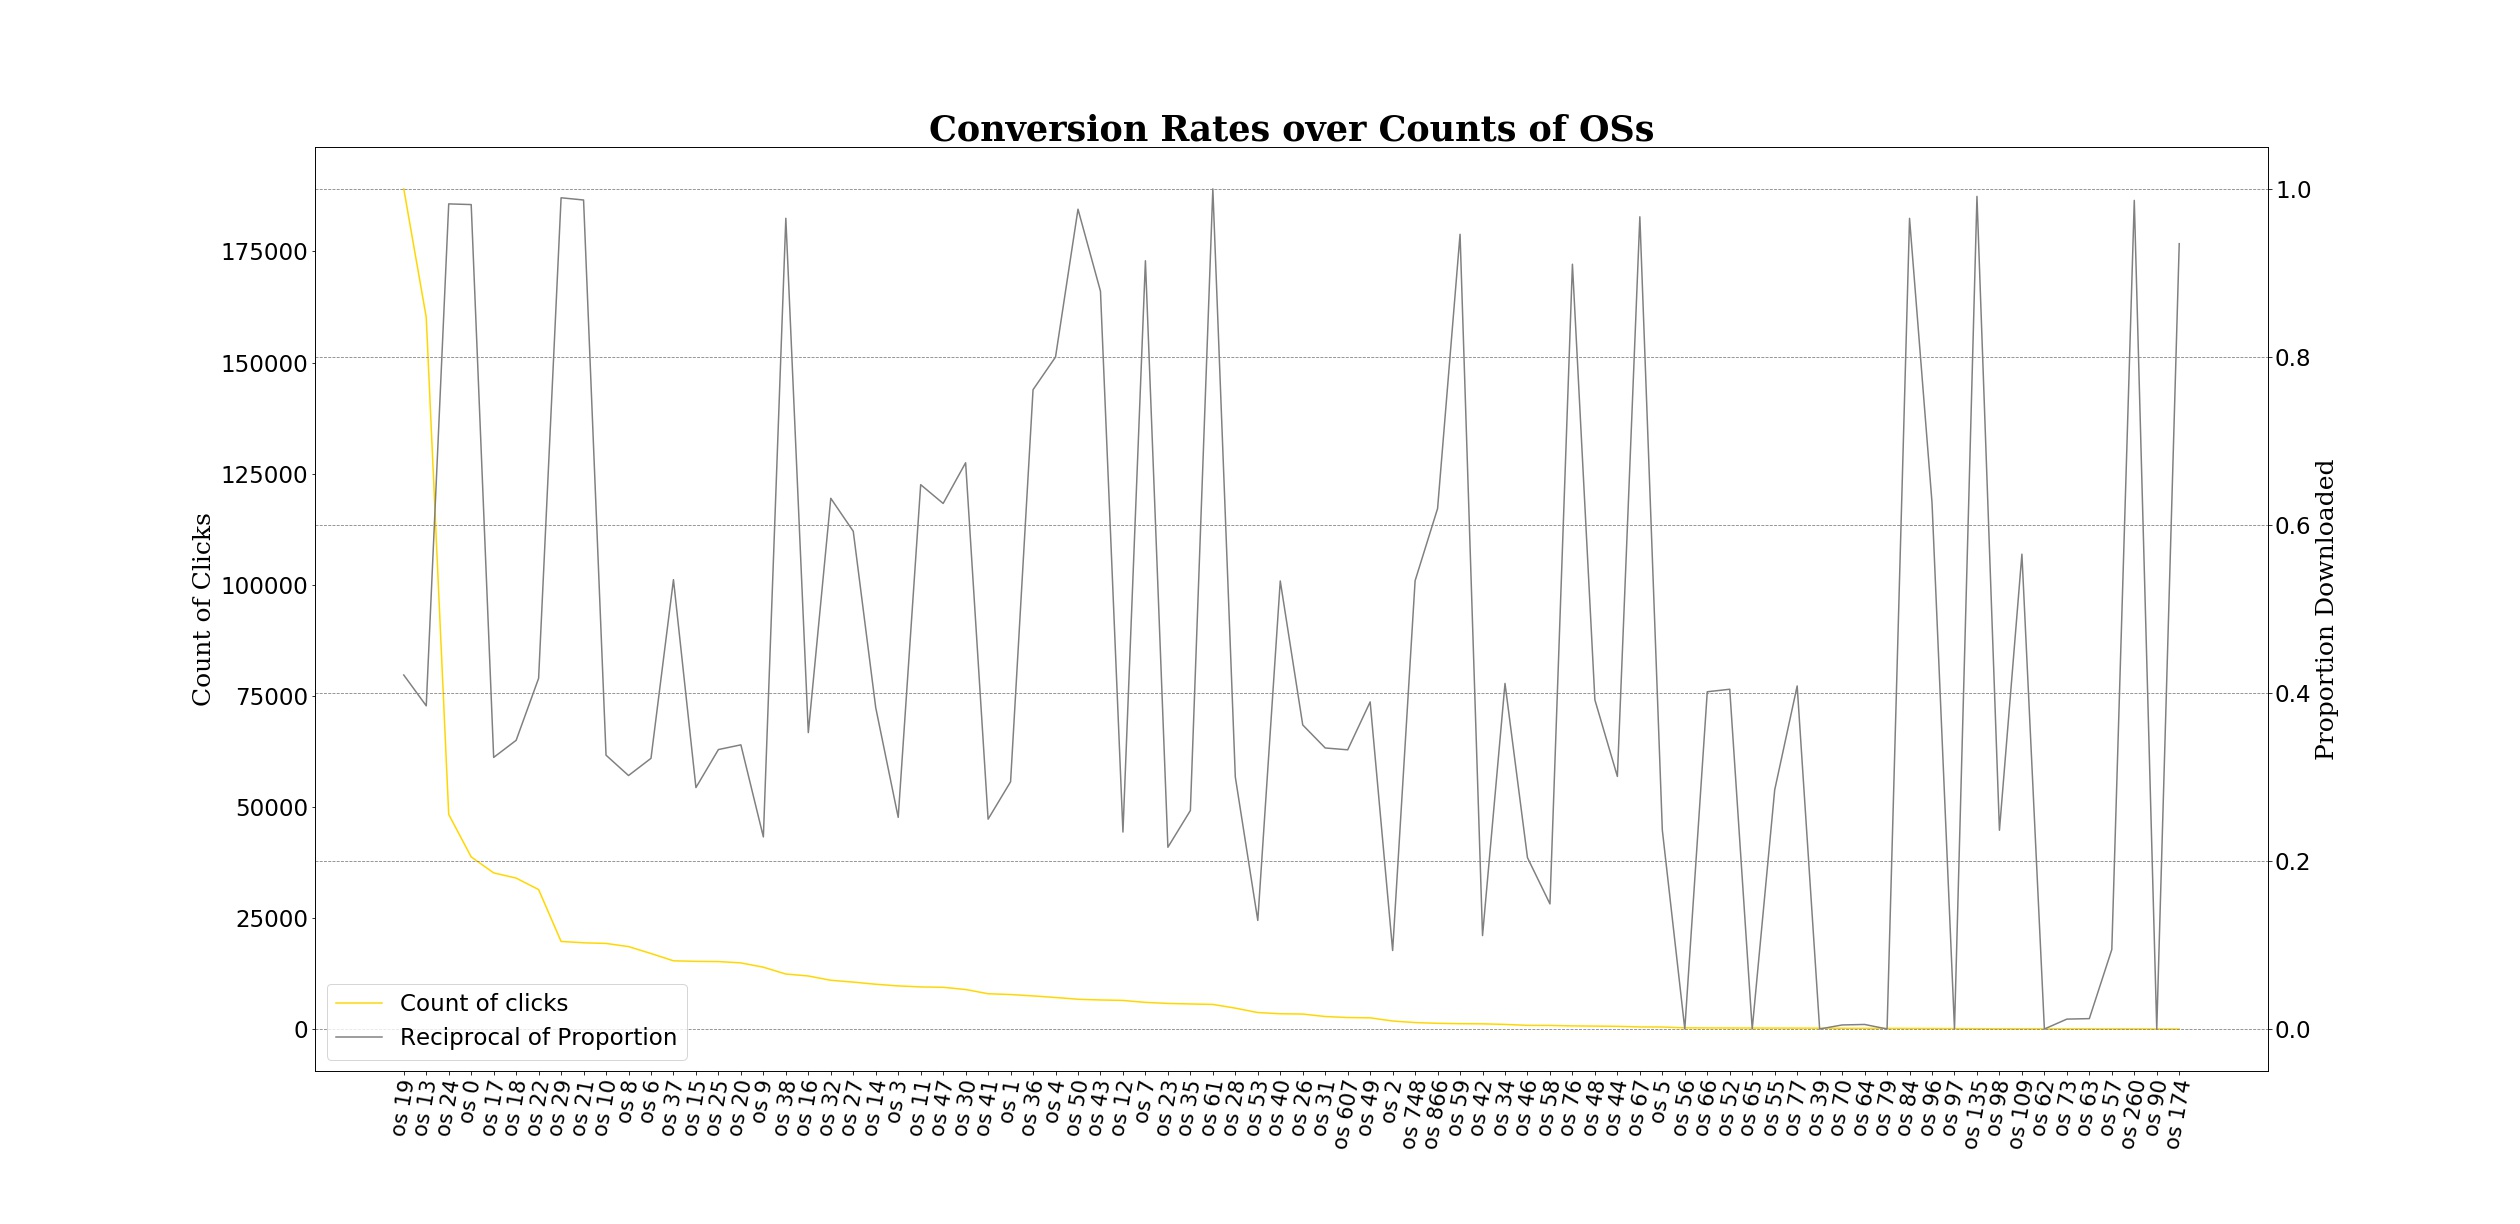 Conversion Rates over Counts of OSs
Count of Clicks
175000
150000
125000
100000
75000
50000
25000
0
1.0
0.8
0.6
0.4
0.2
0.0
Proportion Downloaded
Count of clicks
Reciprocal of Proportion
os 19
os 13
os 24
os 0
os 17
os 18
os 22
os 29
os 21
os 10
os 8
os 6
os 37
os 15
os 25
os 20
os 9
os 38
os 16
os 32
os 27
os 14
os 3
os 11
os 47
os 30
os 41
os 1
os 36
os 4
os 50
os 43
os 12
os 7
os 23
os 35
os 61
os 28
os 53
os 40
os 26
os 31
os 607
os 49
os 2
os 748
os 866
os 59
os 42
os 34
os 46
os 58
os 76
os 48
os 44
os 67
os 5
os 56
os 66
os 52
os 65
os 55
os 77
os 39
os 70
os 64
os 79
os 84
os 96
os 97
os 135
os 98
os 109
os 62
os 73
os 63
os 557
os 260
os 90
os 174